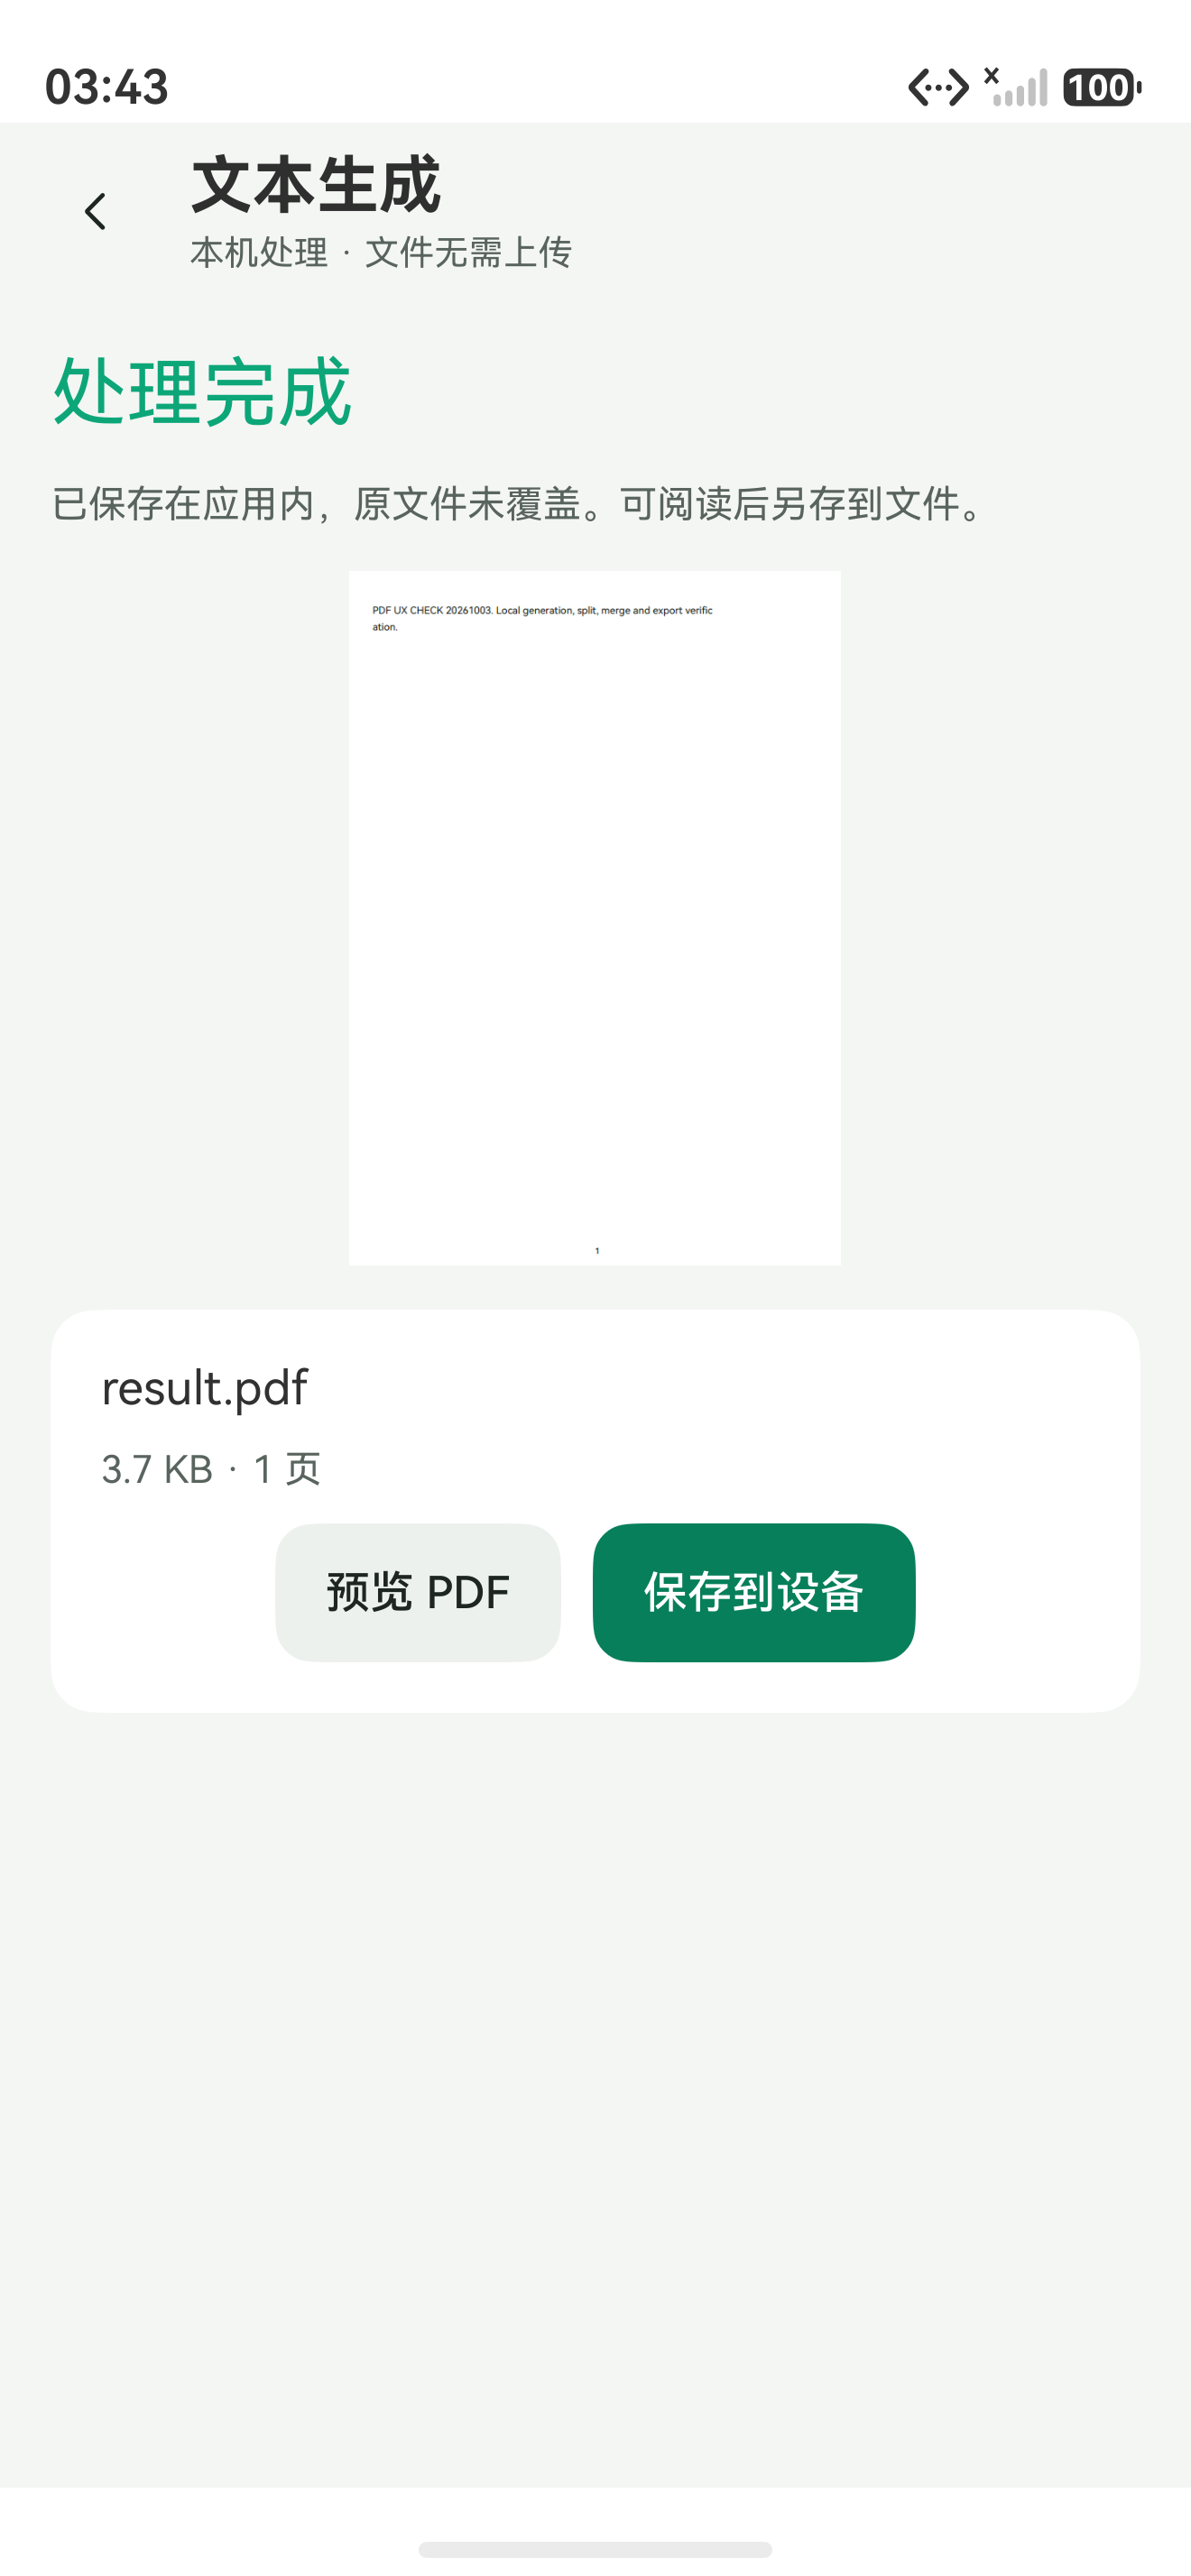 03:43
100
文本生成
本机处理 · 文件无需上传
处理完成
已保存在应用内，原文件未覆盖。可阅读后另存到文件。
PDF UX CHECK 20261003. Local generation, split, merge and export verific
ation.
1
result.pdf
3.7 KB · 1 页
预览 PDF
保存到设备